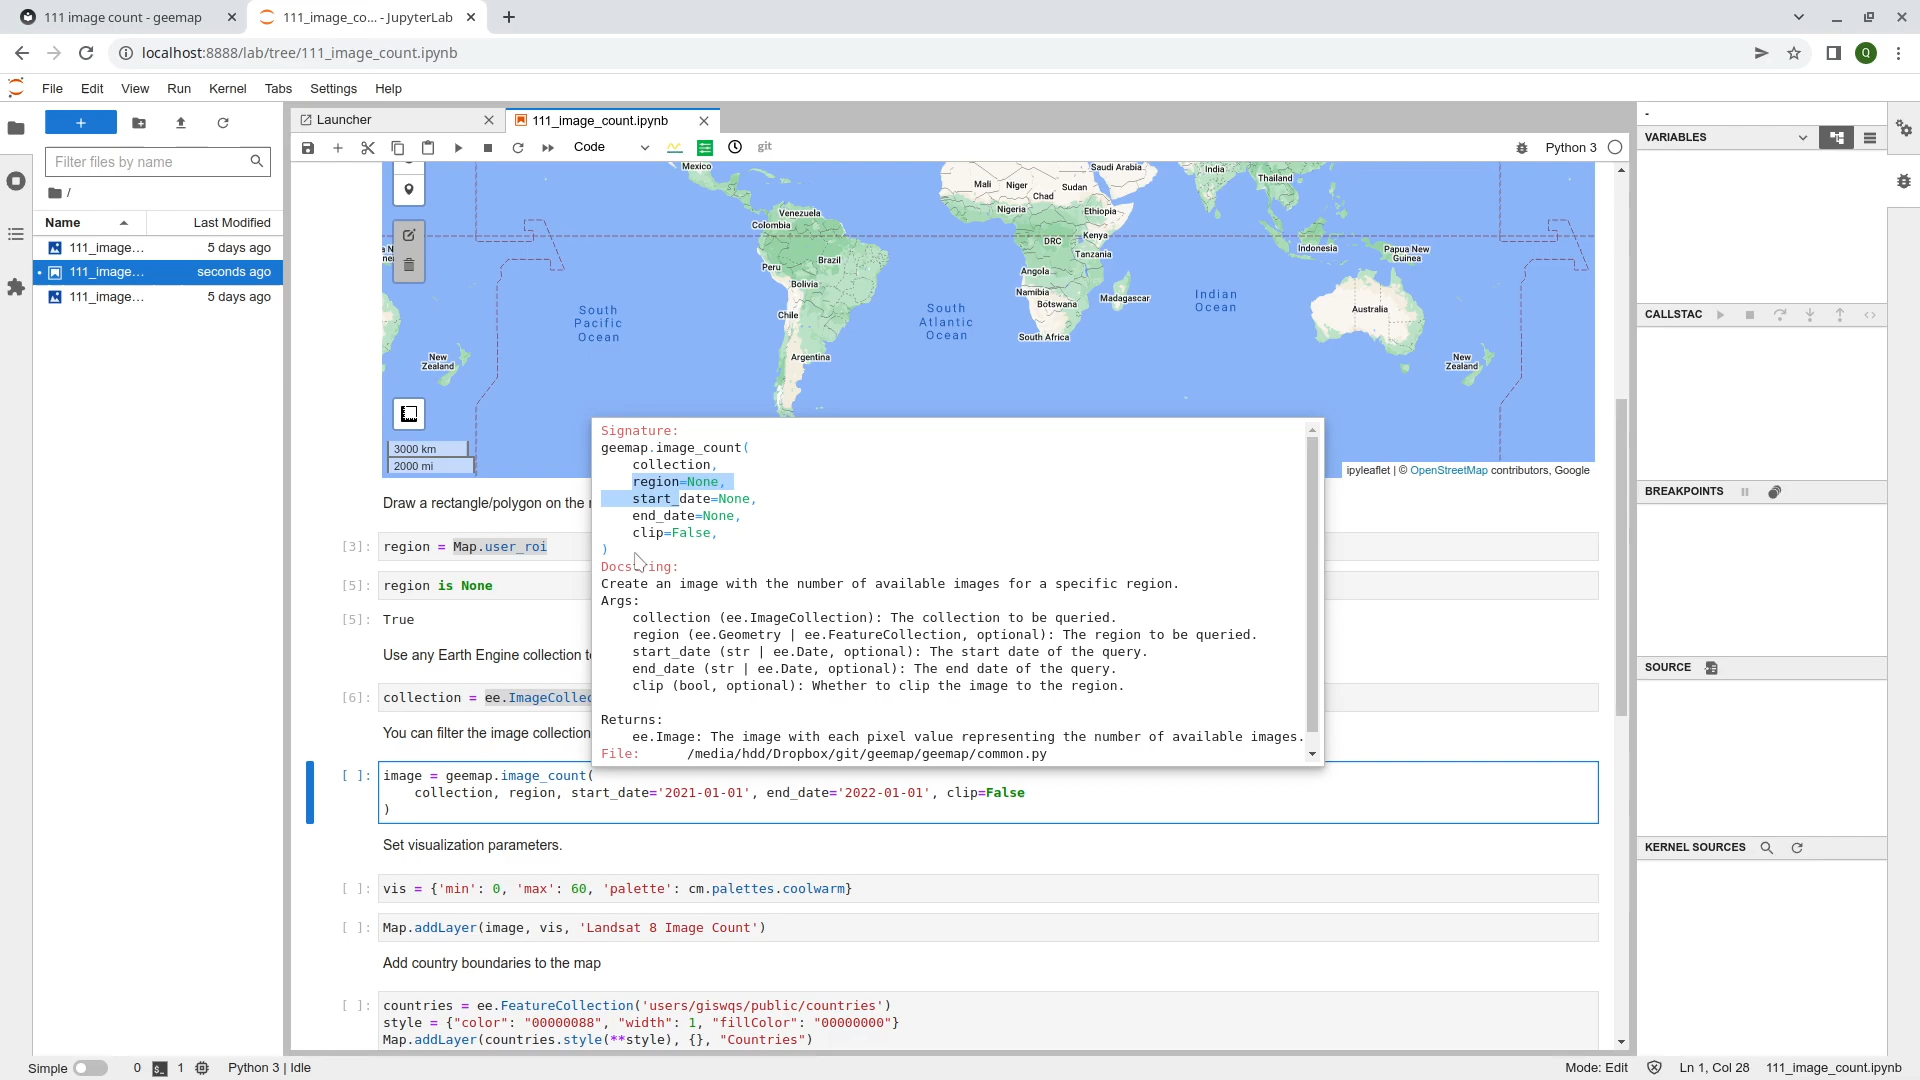 111 image count - geemap
111_image_co... - JupyterLab
localhost:8888/lab/tree/111_image_count.ipynb
Q
File Edit View Run Kernel Tabs Settings Help
Launcher
111_image_count.ipynb
Filter files by name
/
Name Last Modified
111_image... 5 days ago
111_image... seconds ago
111_image... 5 days ago
Code
git
Python 3
Mexico
Mali
Niger
Chad
Sudan
Saudi Arabia
India
Thailand
Nigeria
Ethiopia
Venezuela
Colombia
DRC
Kenya
Tanzania
Indonesia
Papua New
Guinea
Peru
Brazil
Bolivia
Angola
Namibia
Botswana
Madagascar
South
Pacific
Ocean
South
Atlantic
Ocean
Indian
Ocean
Chile
Australia
South Africa
Argentina
New
Zealand
New
Zealand
3000 km
2000 mi
ipyleaflet | © OpenStreetMap contributors, Google
Signature:
geemap.image_count(
collection,
region=None,
start_date=None,
end_date=None,
clip=False,
)
Docstring:
Create an image with the number of available images for a specific region.
Args:
collection (ee.ImageCollection): The collection to be queried.
region (ee.Geometry | ee.FeatureCollection, optional): The region to be queried.
start_date (str | ee.Date, optional): The start date of the query.
end_date (str | ee.Date, optional): The end date of the query.
clip (bool, optional): Whether to clip the image to the region.
Returns:
ee.Image: The image with each pixel value representing the number of available images.
File: /media/hdd/Dropbox/git/geemap/geemap/common.py
Draw a rectangle/polygon on the
[3]: region = Map.user_roi
[5]: region is None
[5]: True
Use any Earth Engine collection
[6]: collection = ee.ImageCollec
You can filter the image collection
[ ]: image = geemap.image_count(
collection, region, start_date='2021-01-01', end_date='2022-01-01', clip=False
)
Set visualization parameters.
[ ]: vis = {'min': 0, 'max': 60, 'palette': cm.palettes.coolwarm}
[ ]: Map.addLayer(image, vis, 'Landsat 8 Image Count')
Add country boundaries to the map
[ ]: countries = ee.FeatureCollection('users/giswqs/public/countries')
style = {"color": "00000088", "width": 1, "fillColor": "00000000"}
Map.addLayer(countries.style(**style), {}, "Countries")
-
VARIABLES
CALLSTAC
BREAKPOINTS
SOURCE
KERNEL SOURCES
Simple 0 1 Python 3 | Idle
Mode: Edit Ln 1, Col 28 111_image_count.ipynb